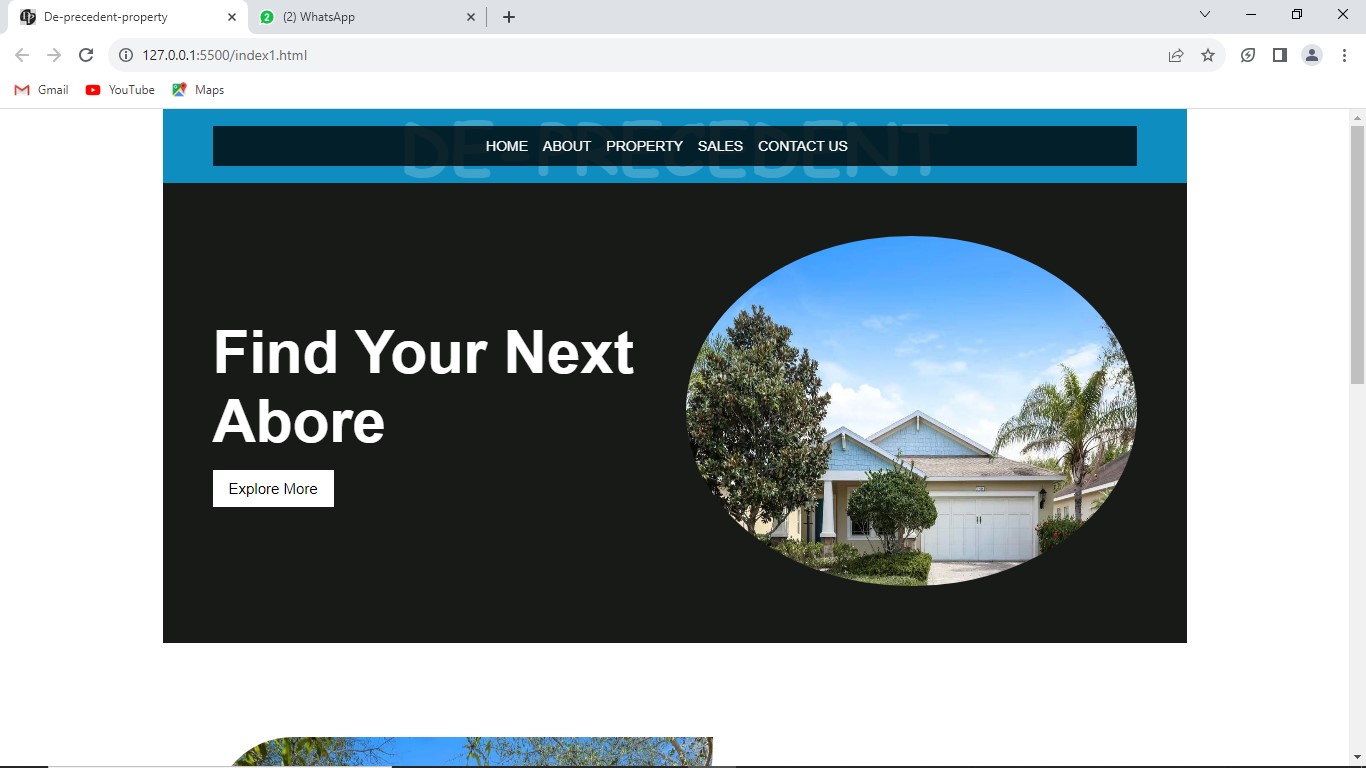 De-precedent-property
(2) WhatsApp
127.0.0.1:5500/index1.html
Gmail YouTube Maps
DE-PRECEDENT
HOME ABOUT PROPERTY SALES CONTACT US
Find Your Next
Abore
Explore More